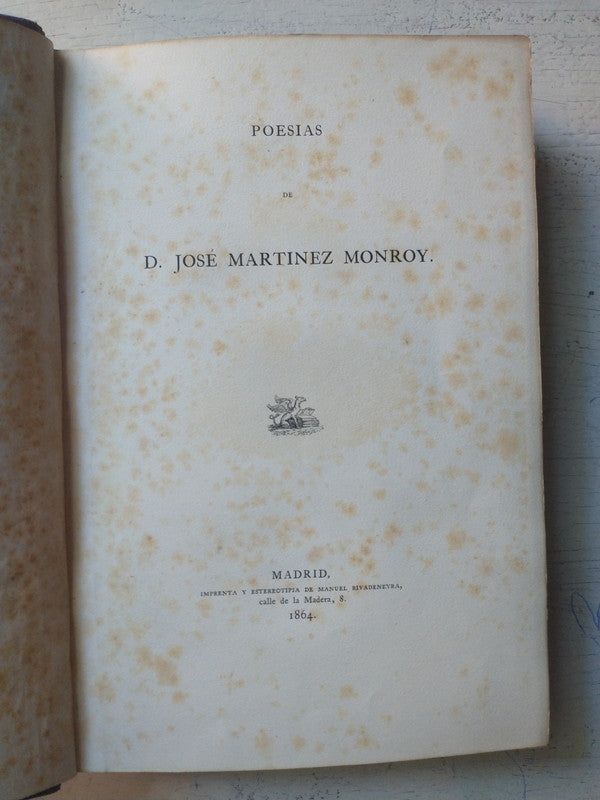 POESIAS
DE
D. JOSÉ MARTINEZ MONROY.
MADRID,
IMPRENTA Y ESTEREOTIPIA DE MANUEL RIVADENEYRA,
calle de la Madera, 8.
1864.